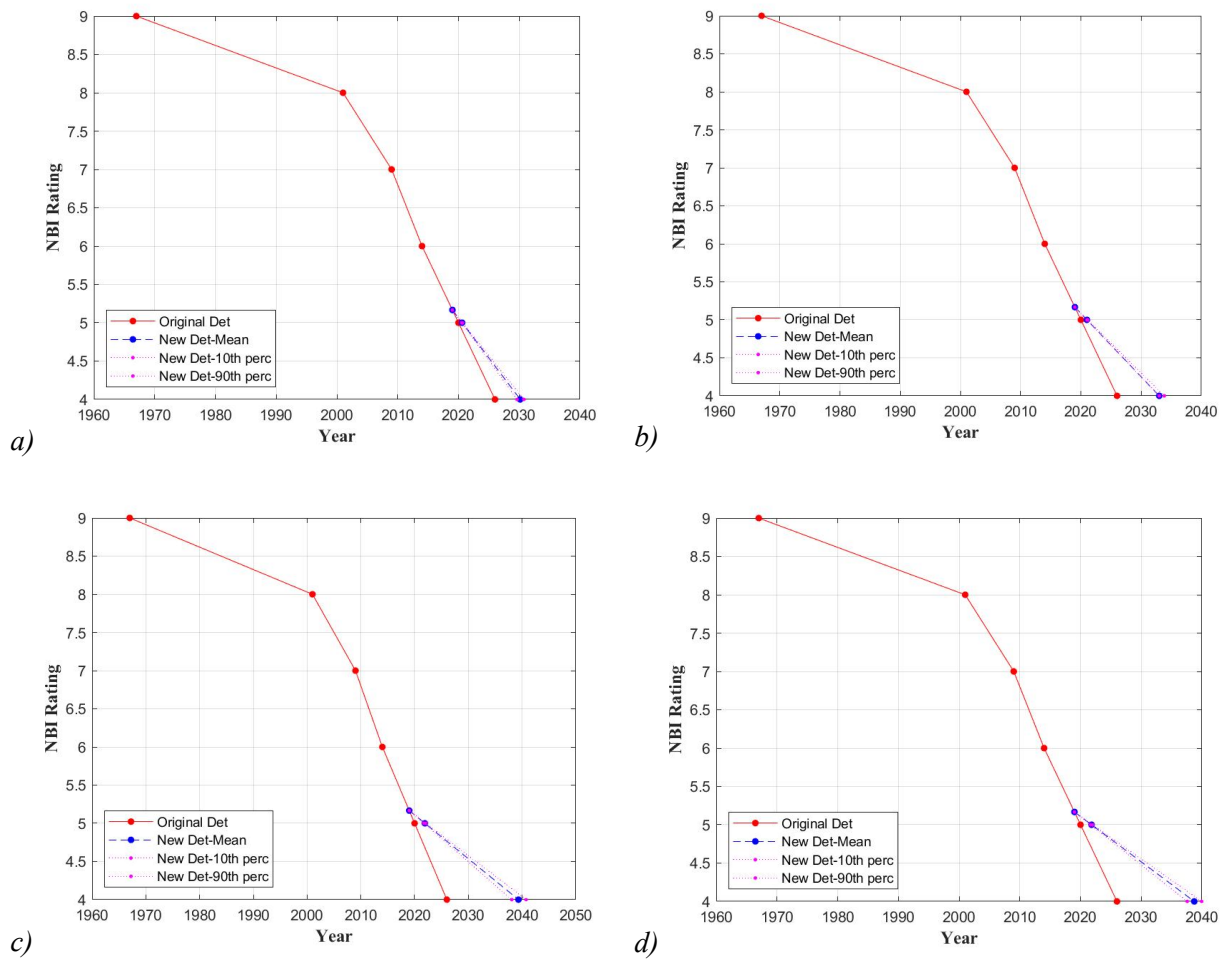 9
8.5
8
7.5
7
6.5
6
5.5
5
4.5
4
NBI Rating
Original Det
New Det-Mean
New Det-10th perc
New Det-90th perc
1960 1970 1980 1990 2000 2010 2020 2030 2040
Year
a)
9
8.5
8
7.5
7
6.5
6
5.5
5
4.5
4
NBI Rating
Original Det
New Det-Mean
New Det-10th perc
New Det-90th perc
1960 1970 1980 1990 2000 2010 2020 2030 2040
Year
b)
9
8.5
8
7.5
7
6.5
6
5.5
5
4.5
4
NBI Rating
Original Det
New Det-Mean
New Det-10th perc
New Det-90th perc
1960 1970 1980 1990 2000 2010 2020 2030 2040 2050
Year
c)
9
8.5
8
7.5
7
6.5
6
5.5
5
4.5
4
NBI Rating
Original Det
New Det-Mean
New Det-10th perc
New Det-90th perc
1960 1970 1980 1990 2000 2010 2020 2030 2040
Year
d)